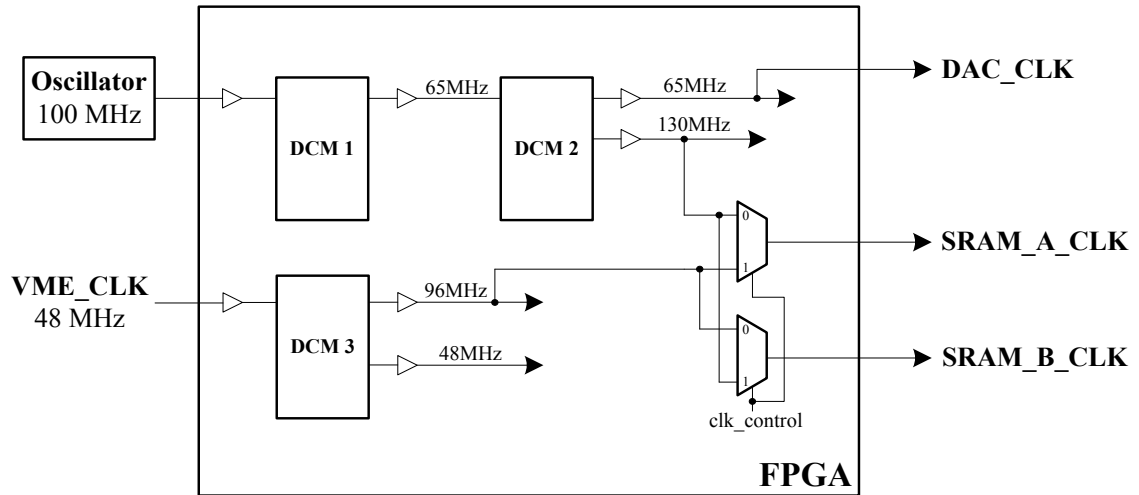 Oscillator
100 MHz
DCM 1
65MHz
DCM 2
65MHz
130MHz
DAC_CLK
0
1
SRAM_A_CLK
VME_CLK
48 MHz
DCM 3
96MHz
48MHz
0
1
SRAM_B_CLK
clk_control
FPGA